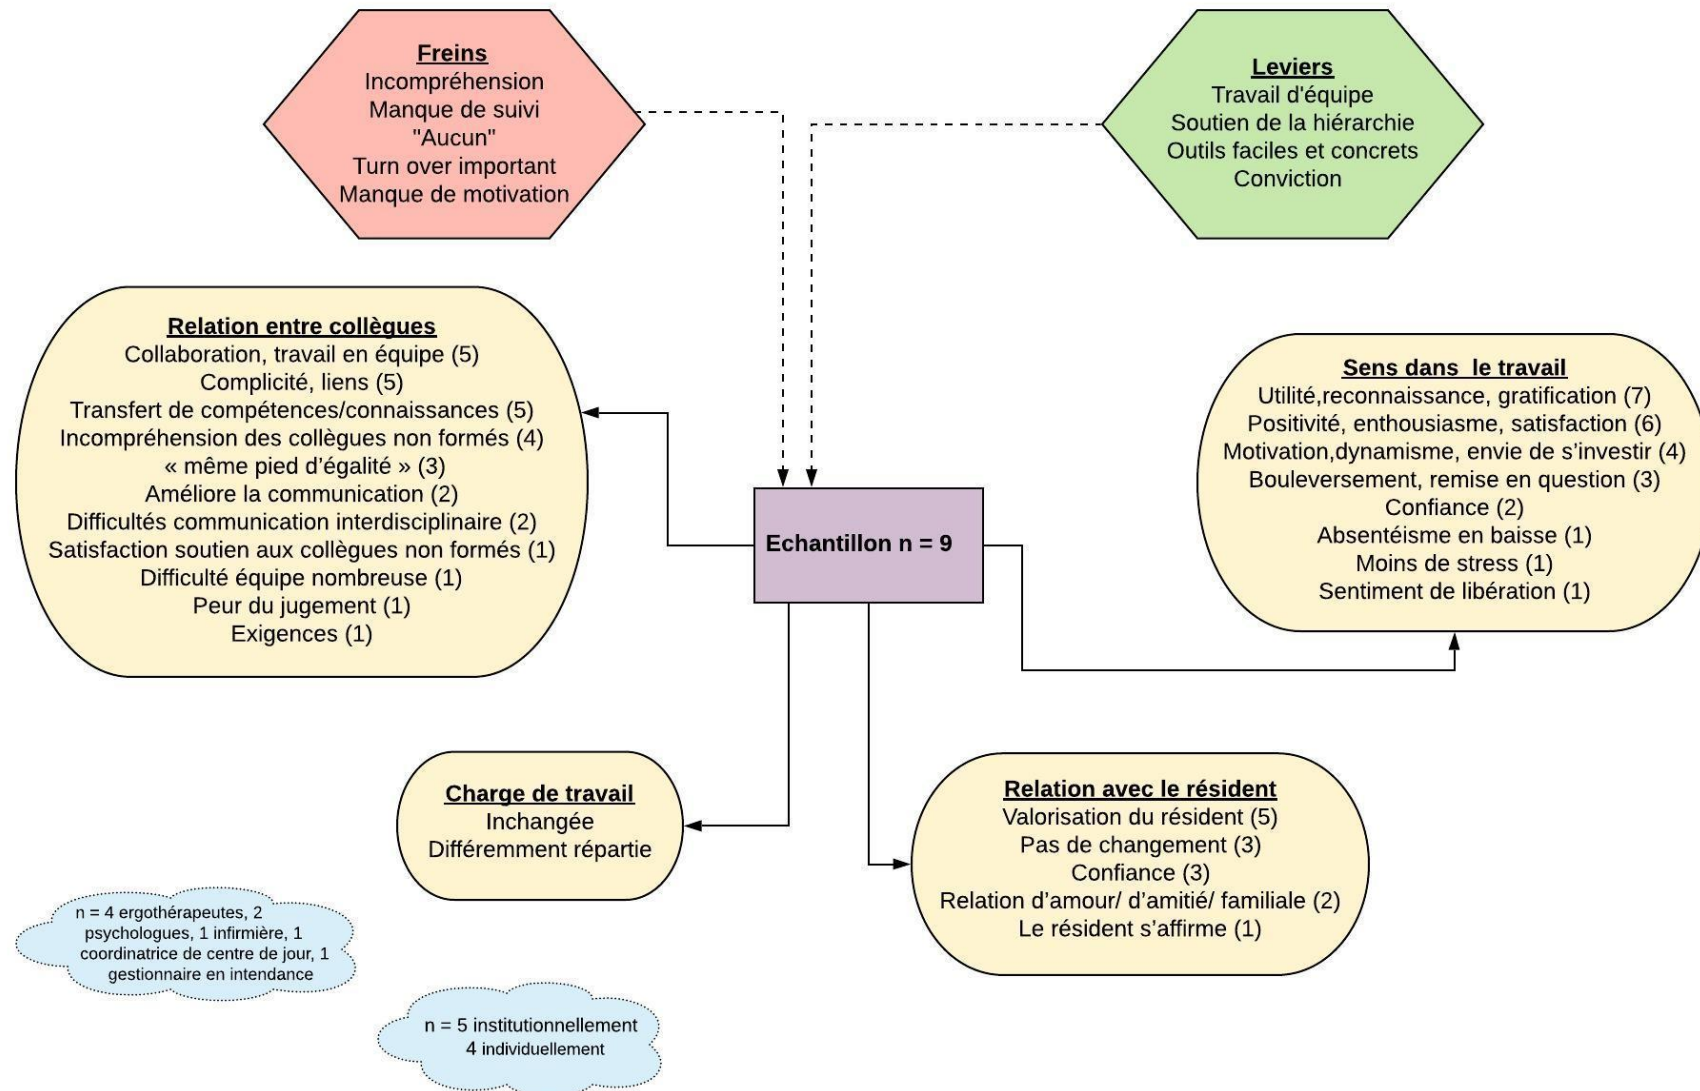 Freins
Incompréhension
Manque de suivi
"Aucun"
Turn over important
Manque de motivation
Leviers
Travail d'équipe
Soutien de la hiérarchie
Outils faciles et concrets
Conviction
Relation entre collègues
Collaboration, travail en équipe (5)
Complicité, liens (5)
Transfert de compétences/connaissances (5)
Incompréhension des collègues non formés (4)
« même pied d’égalité » (3)
Améliore la communication (2)
Difficultés communication interdisciplinaire (2)
Satisfaction soutien aux collègues non formés (1)
Difficulté équipe nombreuse (1)
Peur du jugement (1)
Exigences (1)
Echantillon n = 9
Sens dans  le travail
Utilité,reconnaissance, gratification (7)
Positivité, enthousiasme, satisfaction (6)
Motivation,dynamisme, envie de s’investir (4)
Bouleversement, remise en question (3)
Confiance (2)
Absentéisme en baisse (1)
Moins de stress (1)
Sentiment de libération (1)
Charge de travail
Inchangée
Différemment répartie
Relation avec le résident
Valorisation du résident (5)
Pas de changement (3)
Confiance (3)
Relation d’amour/ d’amitié/ familiale (2)
Le résident s’affirme (1)
n = 4 ergothérapeutes, 2
psychologues, 1 infirmière, 1
coordinatrice de centre de jour, 1
gestionnaire en intendance
n = 5 institutionnellement
4 individuellement